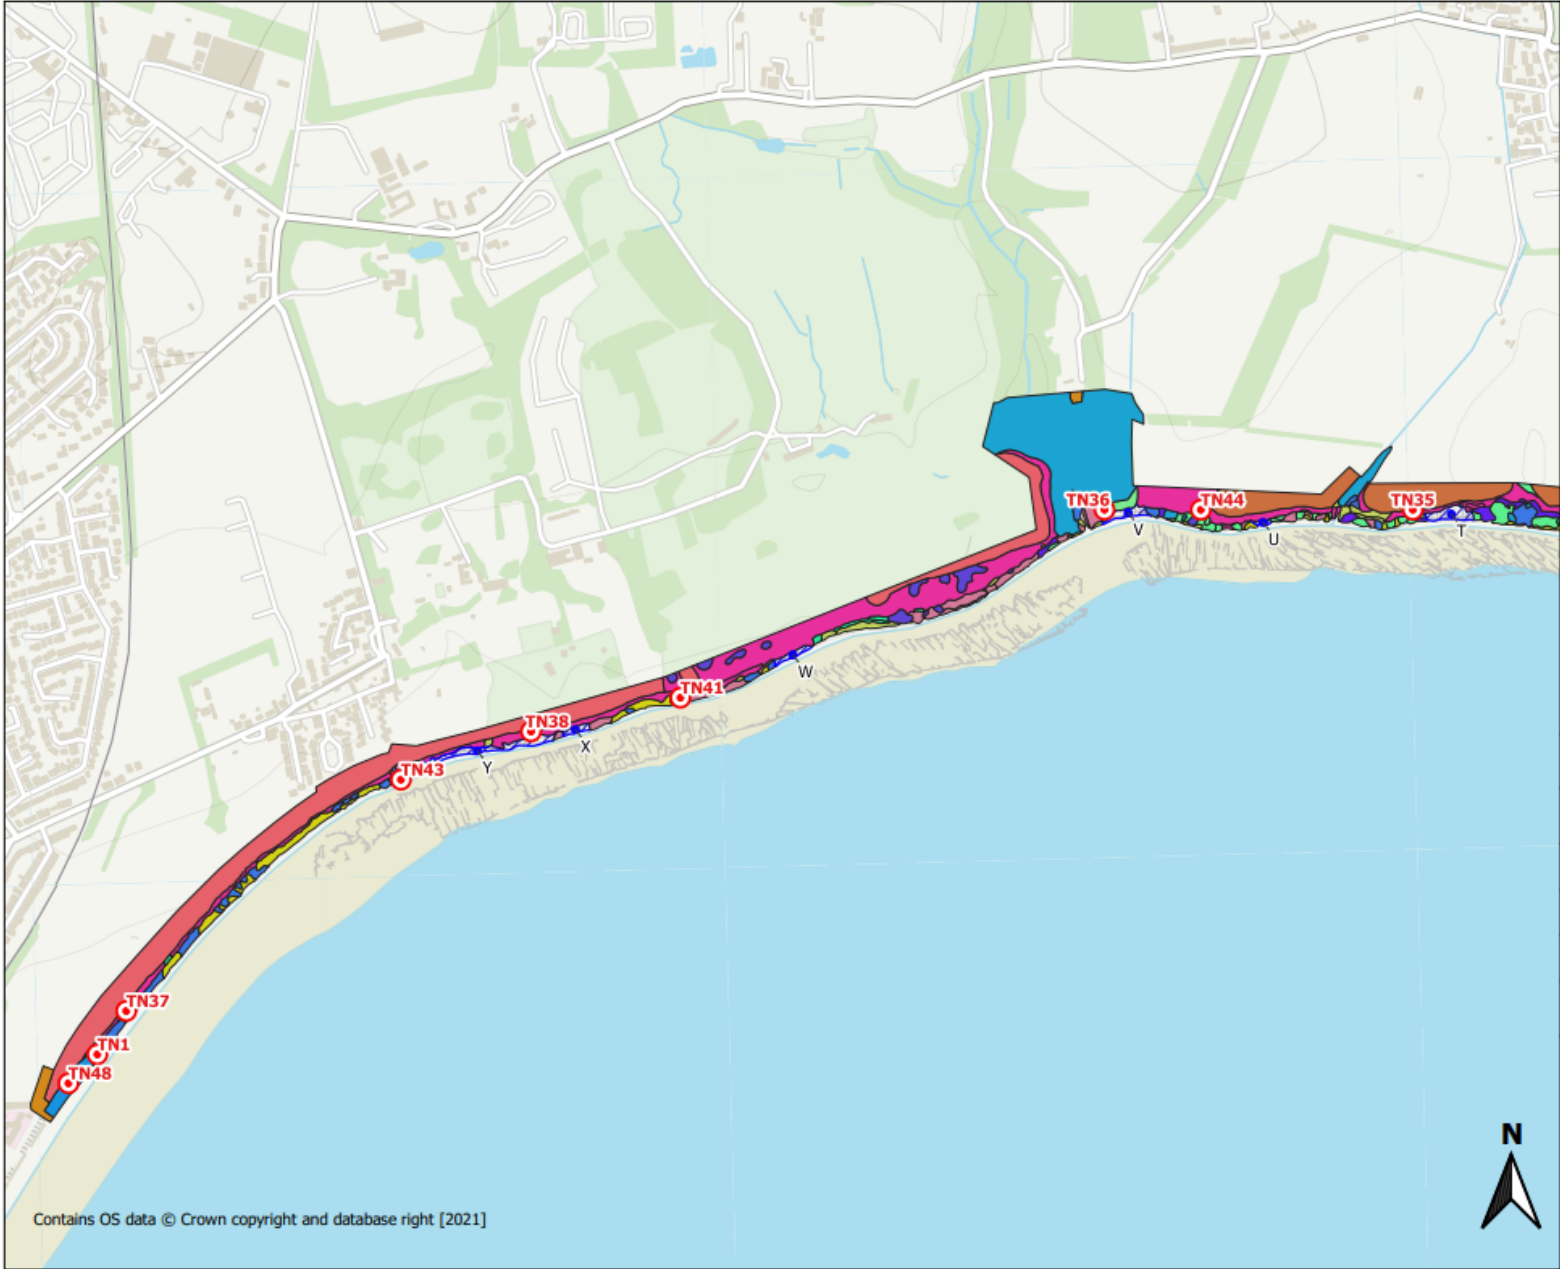 TN36
TN44
TN35
V
U
T
W
TN41
TN38
X
Y
TN43
TN37
TN1
TN48
N
Contains OS data © Crown copyright and database right [2021]